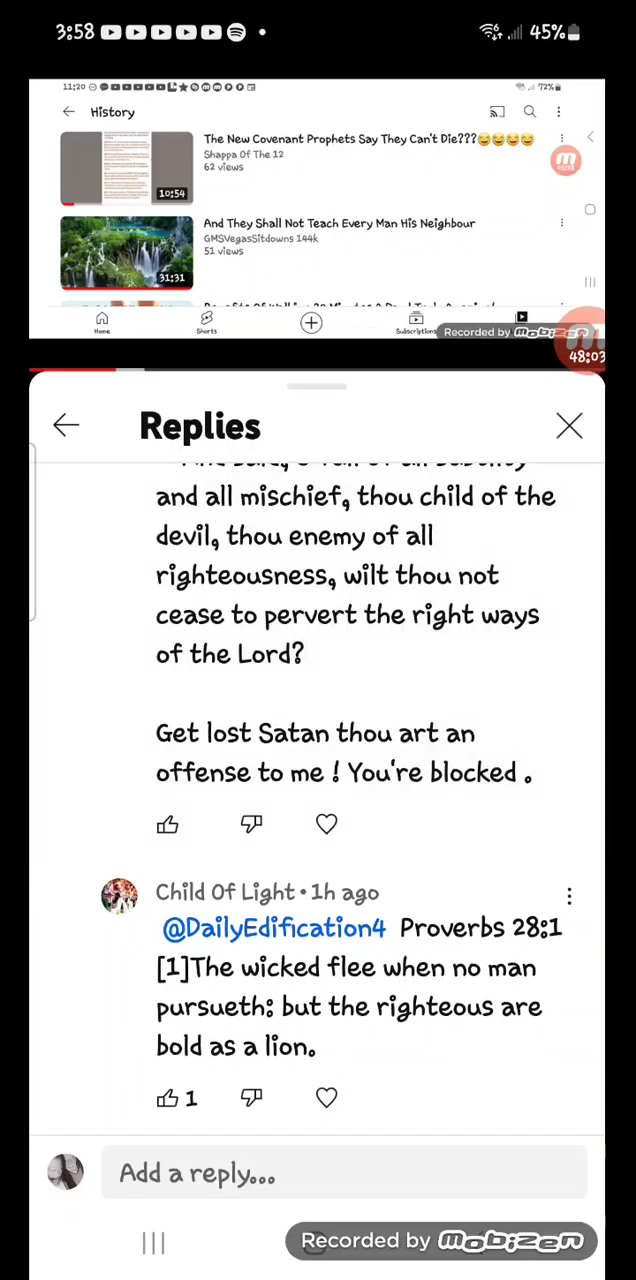 3:58
45%
11:20
72%
History
The New Covenant Prophets Say They Can't Die???😂😂😂😂
Shappa Of The 12
62 views
10:54
And They Shall Not Teach Every Man His Neighbour
GMSVegasSitdowns 144k
51 views
31:31
Home
Shorts
Subscriptions
Recorded by mobizen
48:03
Replies
and all mischief, thou child of the
devil, thou enemy of all
righteousness, wilt thou not
cease to pervert the right ways
of the Lord?
Get lost Satan thou art an
offense to me ! You're blocked .
Child Of Light • 1h ago
@DailyEdification4 Proverbs 28:1
[1]The wicked flee when no man
pursueth: but the righteous are
bold as a lion.
1
Add a reply...
Recorded by mobizen